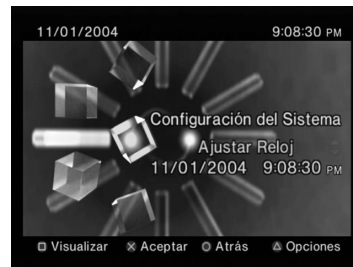 11/01/2004 9:08:30 PM
Configuración del Sistema
Ajustar Reloj
11/01/2004 9:08:30 PM
Visualizar Aceptar Atrás Opciones